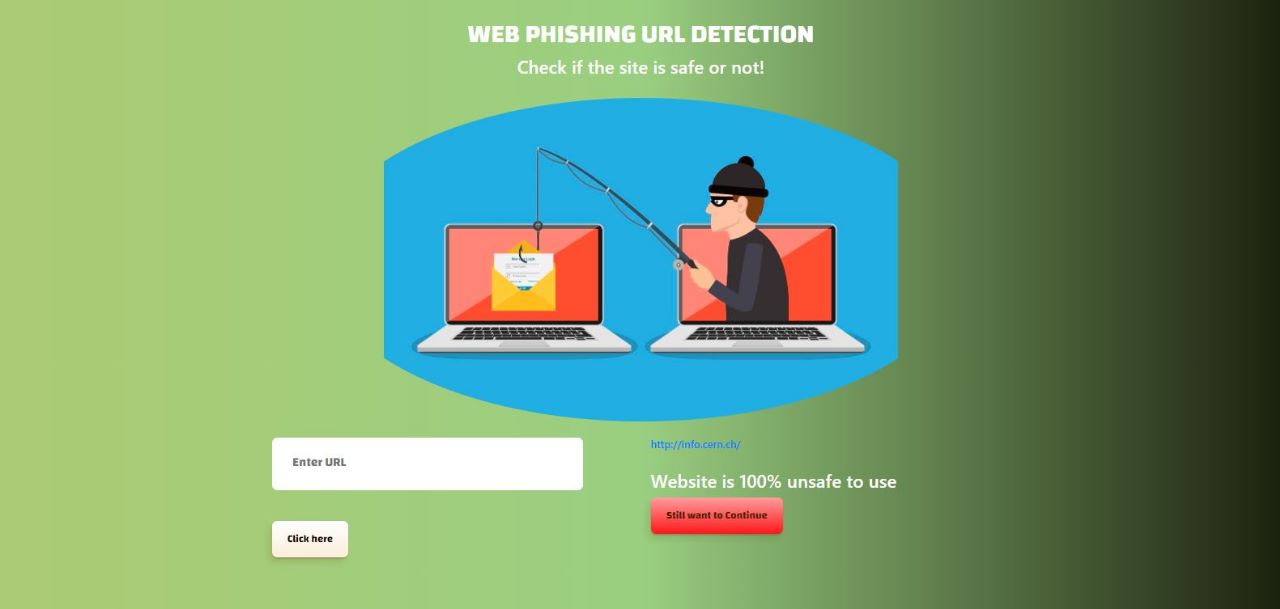 WEB PHISHING URL DETECTION
Check if the site is safe or not!
Enter URL
Click here
http://info.cern.ch/
Website is 100% unsafe to use
Still want to Continue